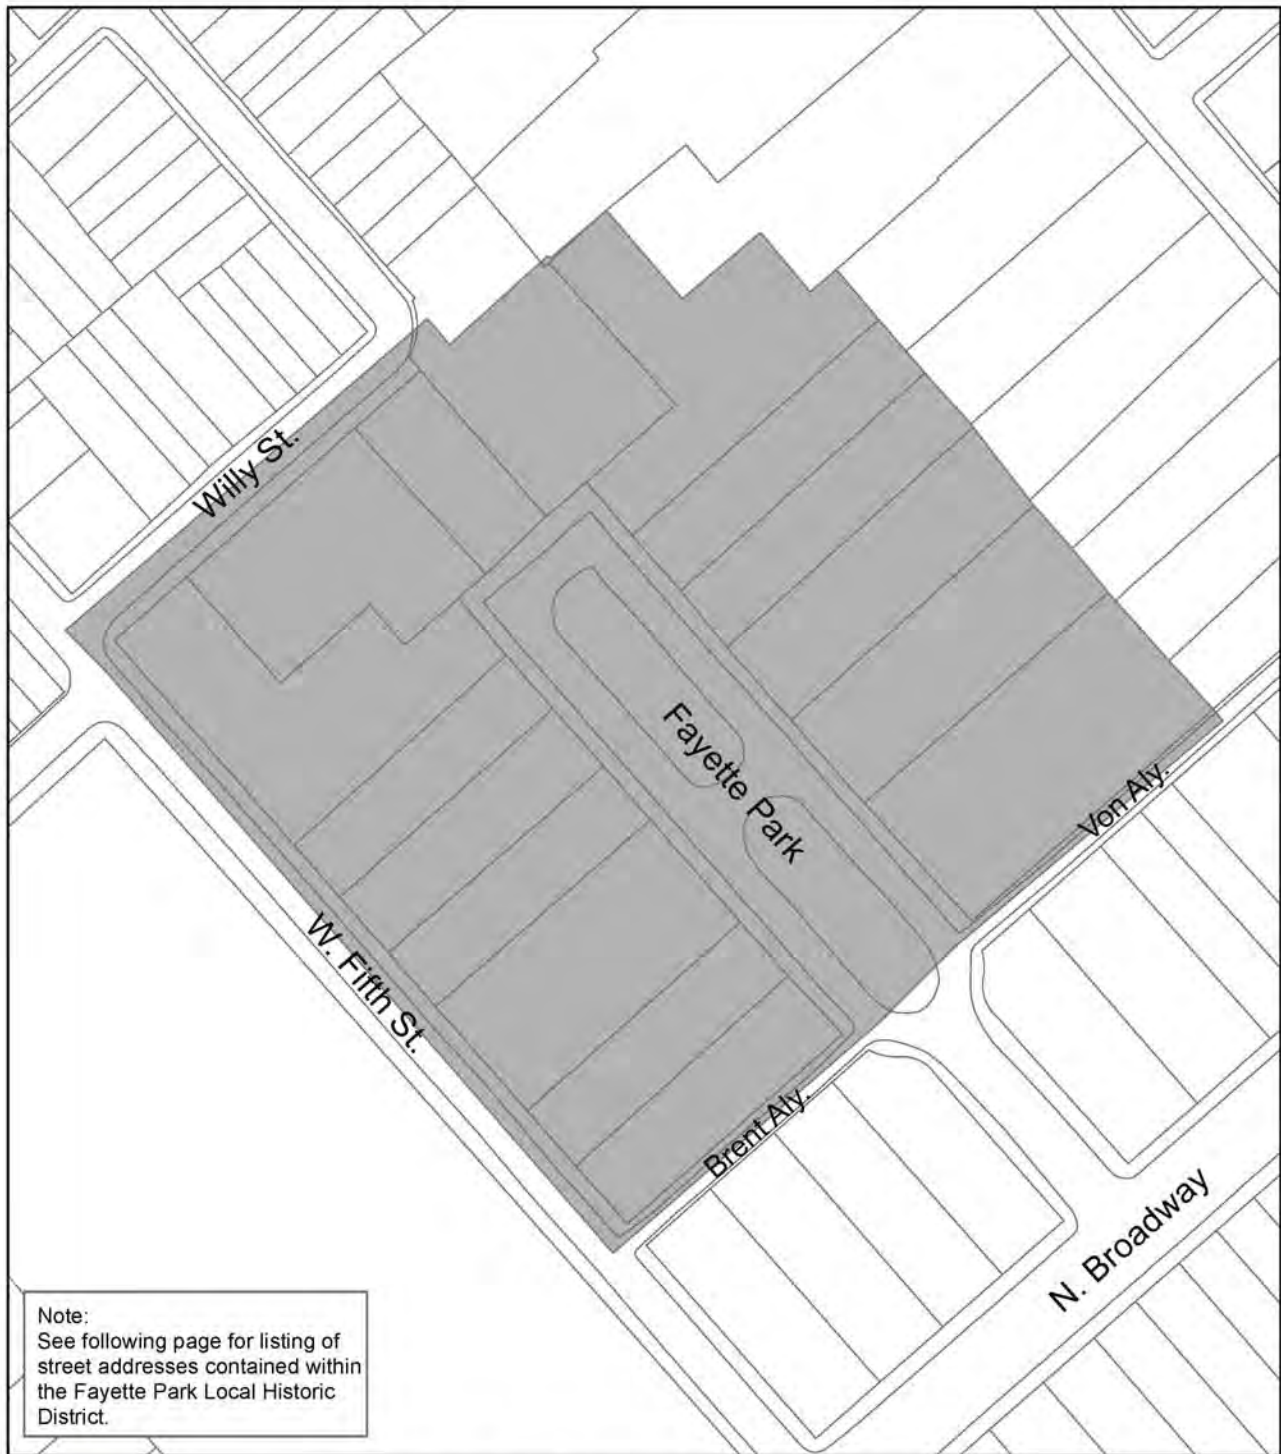 Willy St.
Fayette Park
Von Aly.
W. Fifth St.
Brent Aly.
N. Broadway
Note:
See following page for listing of
street addresses contained within
the Fayette Park Local Historic
District.